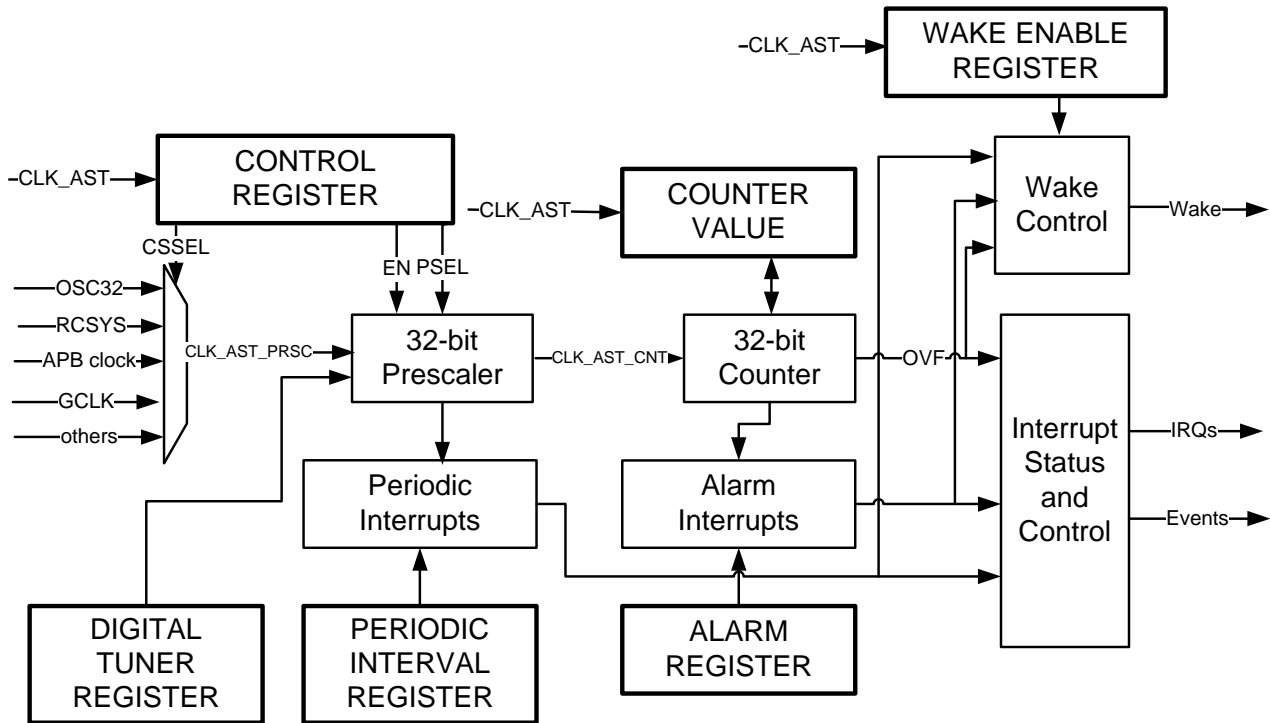 CLK_AST
WAKE ENABLE
REGISTER
CLK_AST
CONTROL
REGISTER
CLK_AST
COUNTER
VALUE
Wake
Control
Wake
CSSEL
EN
PSEL
OSC32
RCSYS
APB clock
GCLK
others
CLK_AST_PRSC
32-bit
Prescaler
CLK_AST_CNT
32-bit
Counter
OVF
Interrupt
Status
and
Control
IRQs
Events
Periodic
Interrupts
Alarm
Interrupts
DIGITAL
TUNER
REGISTER
PERIODIC
INTERVAL
REGISTER
ALARM
REGISTER